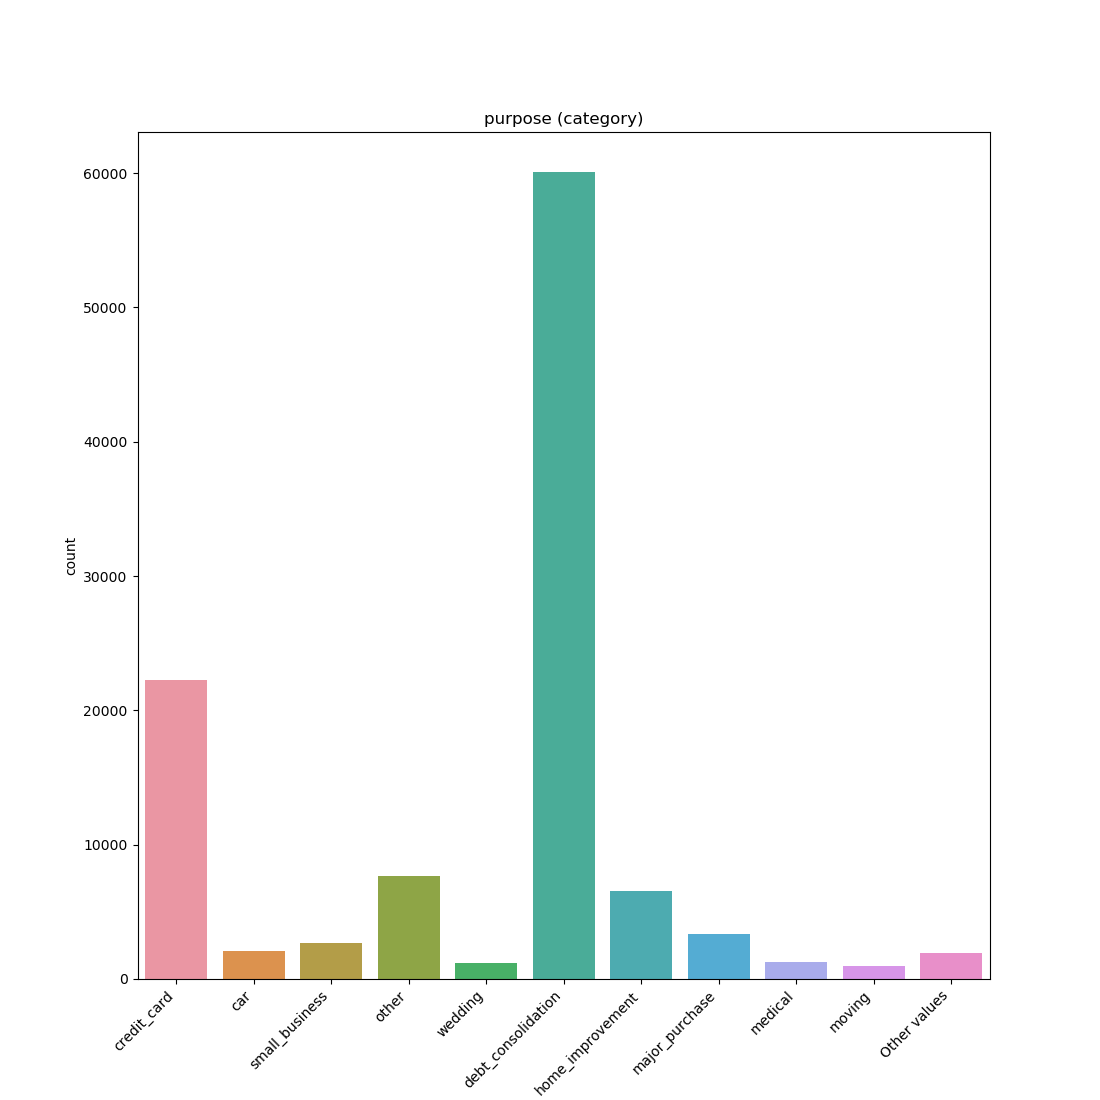 purpose (category)
60000
50000
40000
30000
20000
10000
0
count
credit_card
car
small_business
other
wedding
debt_consolidation
home_improvement
major_purchase
medical
moving
Other values